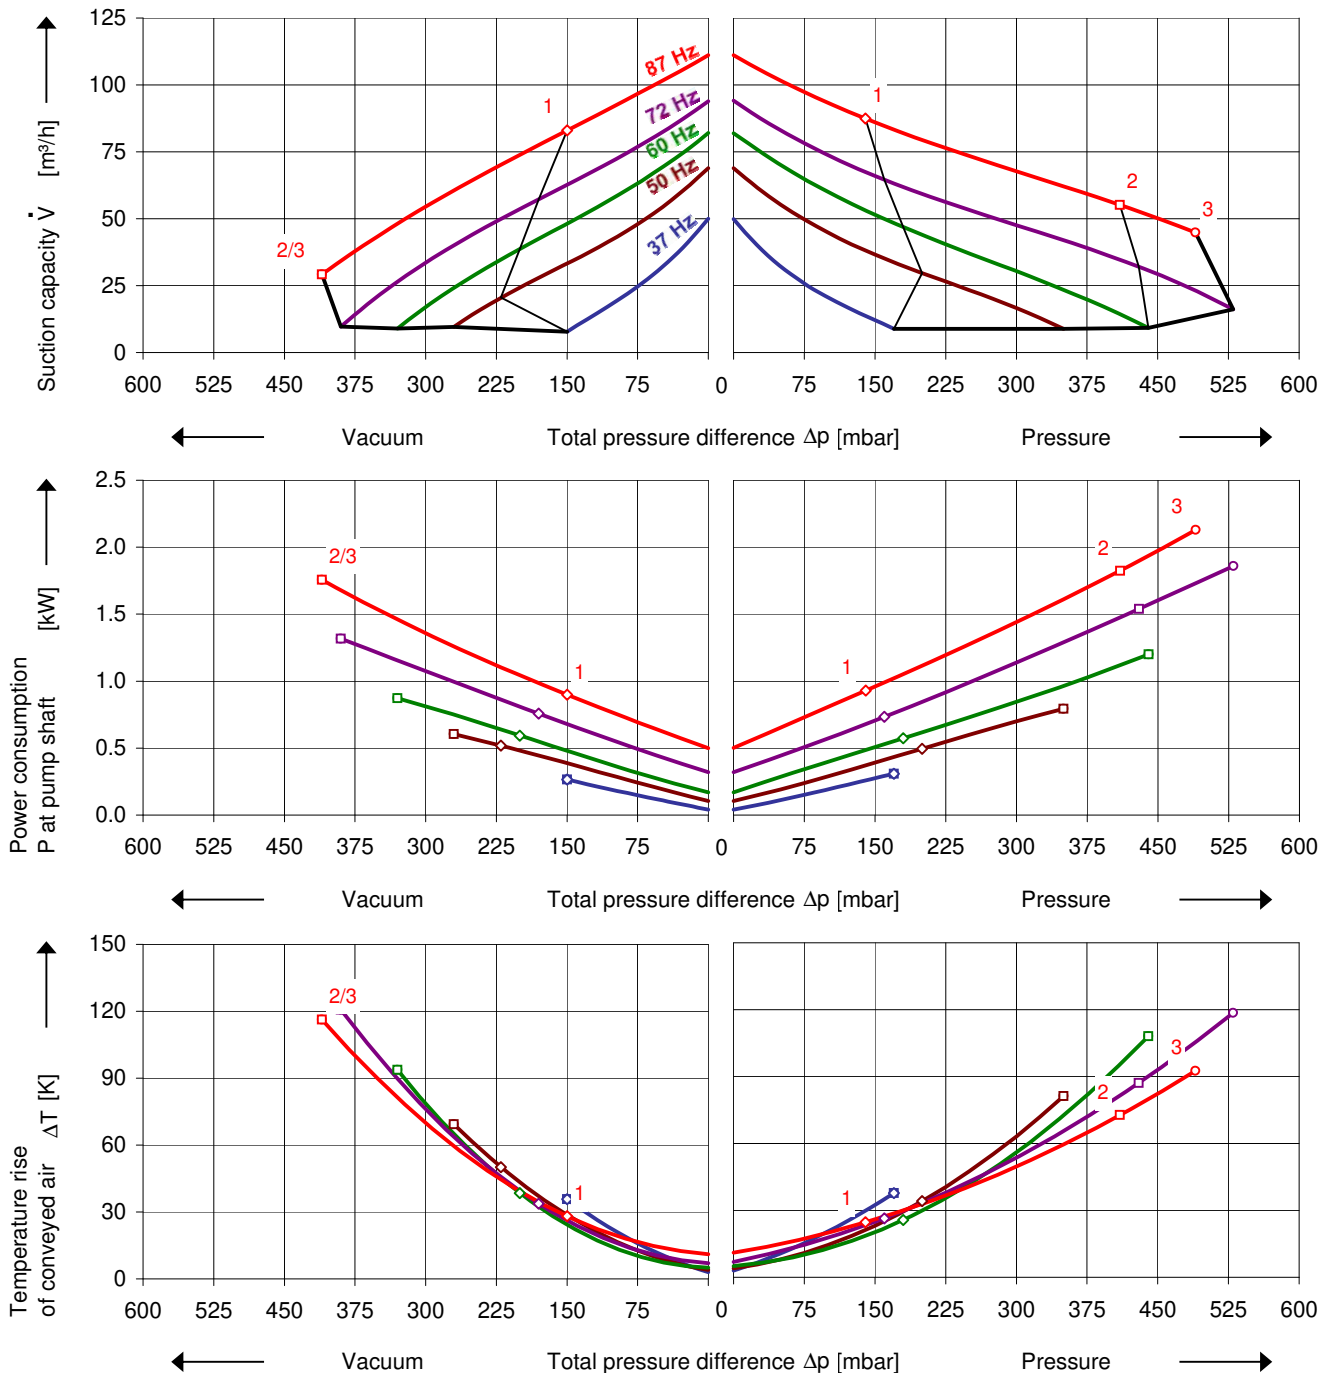 125
100
75
50
25
0
Suction capacity V̇ [m³/h]
87 Hz
72 Hz
60 Hz
50 Hz
37 Hz
1
2/3
1
2
3
600 525 450 375 300 225 150 75 0 75 150 225 300 375 450 525 600
Vacuum Total pressure difference Δp [mbar] Pressure
2.5
2.0
1.5
1.0
0.5
0.0
Power consumption
P at pump shaft [kW]
2/3
1
1
2
3
600 525 450 375 300 225 150 75 0 75 150 225 300 375 450 525 600
Vacuum Total pressure difference Δp [mbar] Pressure
150
120
90
60
30
0
Temperature rise
of conveyed air ΔT [K]
2/3
1
1
2
3
600 525 450 375 300 225 150 75 0 75 150 225 300 375 450 525 600
Vacuum Total pressure difference Δp [mbar] Pressure